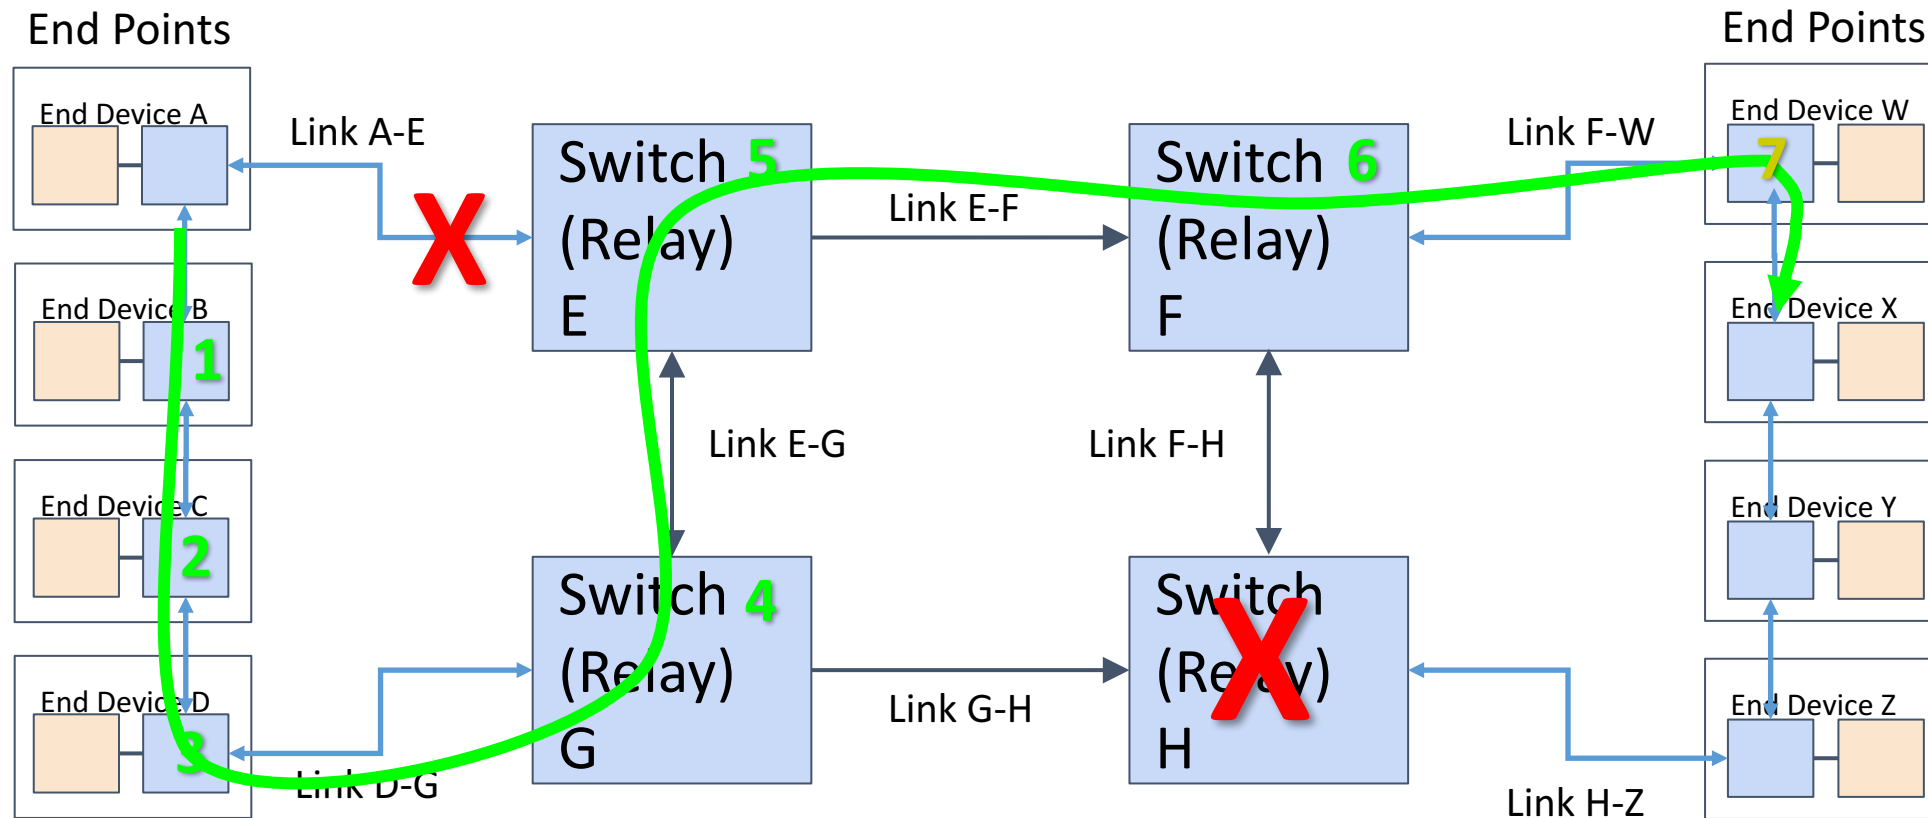 End Points
End Points
End Device A
Link A-E
Switch 5
(Relay)
E
Link E-F
Switch 6
(Relay)
F
Link F-W
End Device W
7
X
End Device B
1
End Device X
Link E-G
Link F-H
End Device C
2
End Device Y
Switch 4
(Relay)
G
Link G-H
Switch
(Relay)
H
X
End Device D
3
Link D-G
End Device Z
Link H-Z